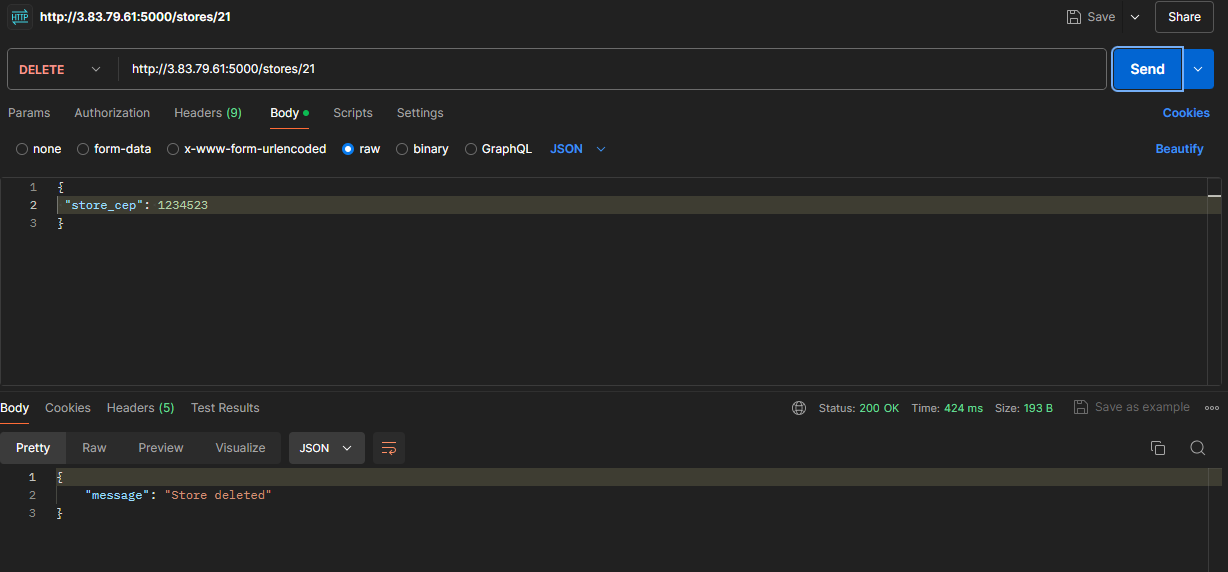 HTTP http://3.83.79.61:5000/stores/21 Save Share
DELETE http://3.83.79.61:5000/stores/21 Send
Params Authorization Headers (9) Body Scripts Settings Cookies
none form-data x-www-form-urlencoded raw binary GraphQL JSON Beautify
1 {
2 "store_cep": 1234523
3 }
Body Cookies Headers (5) Test Results Status: 200 OK Time: 424 ms Size: 193 B Save as example
Pretty Raw Preview Visualize JSON
1 {
2 "message": "Store deleted"
3 }